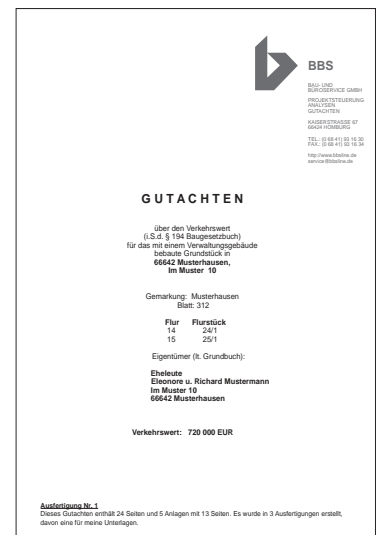 BBS
BAU- UND
BÜROSERVICE GMBH
PROJEKTSTEUERUNG
ANALYSEN
GUTACHTEN
KAISERSTRASSE 67
66424 HOMBURG
TEL.: (0 68 41) 93 16 30
FAX.: (0 68 41) 93 16 34
http://www.bbsline.de
service@bbsline.de
GUTACHTEN
über den Verkehrswert
(i.S.d. § 194 Baugesetzbuch)
für das mit einem Verwaltungsgebäude
bebaute Grundstück in
66642 Musterhausen,
Im Muster 10
Gemarkung: Musterhausen
Blatt: 312
Flur Flurstück
14 24/1
15 25/1
Eigentümer (lt. Grundbuch):
Eheleute
Eleonore u. Richard Mustermann
Im Muster 10
66642 Musterhausen
Verkehrswert: 720 000 EUR
Ausfertigung Nr. 1
Dieses Gutachten enthält 24 Seiten und 5 Anlagen mit 13 Seiten. Es wurde in 3 Ausfertigungen erstellt,
davon eine für meine Unterlagen.